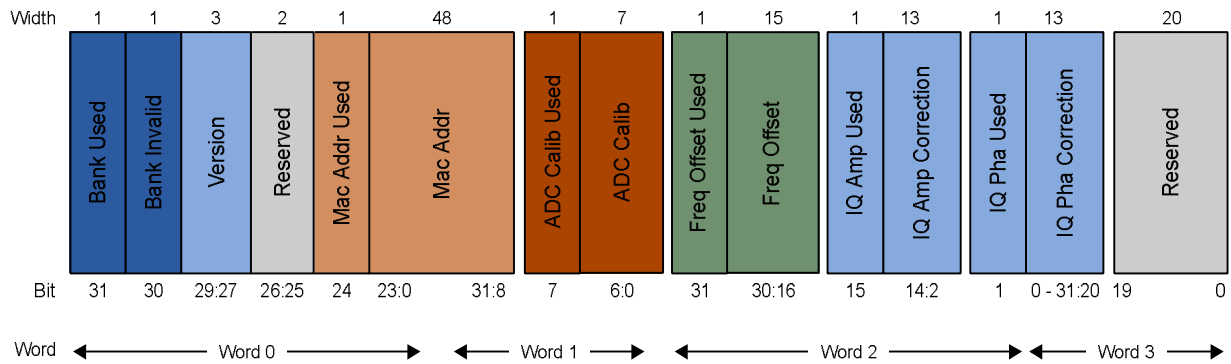 Width 1 1 3 2 1 48 1 7 1 15 1 13 1 13 20
Bank Used
Bank Invalid
Version
Reserved
Mac Addr Used
Mac Addr
ADC Calib Used
ADC Calib
Freq Offset Used
Freq Offset
IQ Amp Used
IQ Amp Correction
IQ Pha Used
IQ Pha Correction
Reserved
Bit 31 30 29:27 26:25 24 23:0 31:8 7 6:0 31 30:16 15 14:2 1 0 - 31:20 19 0
Word Word 0 Word 1 Word 2 Word 3